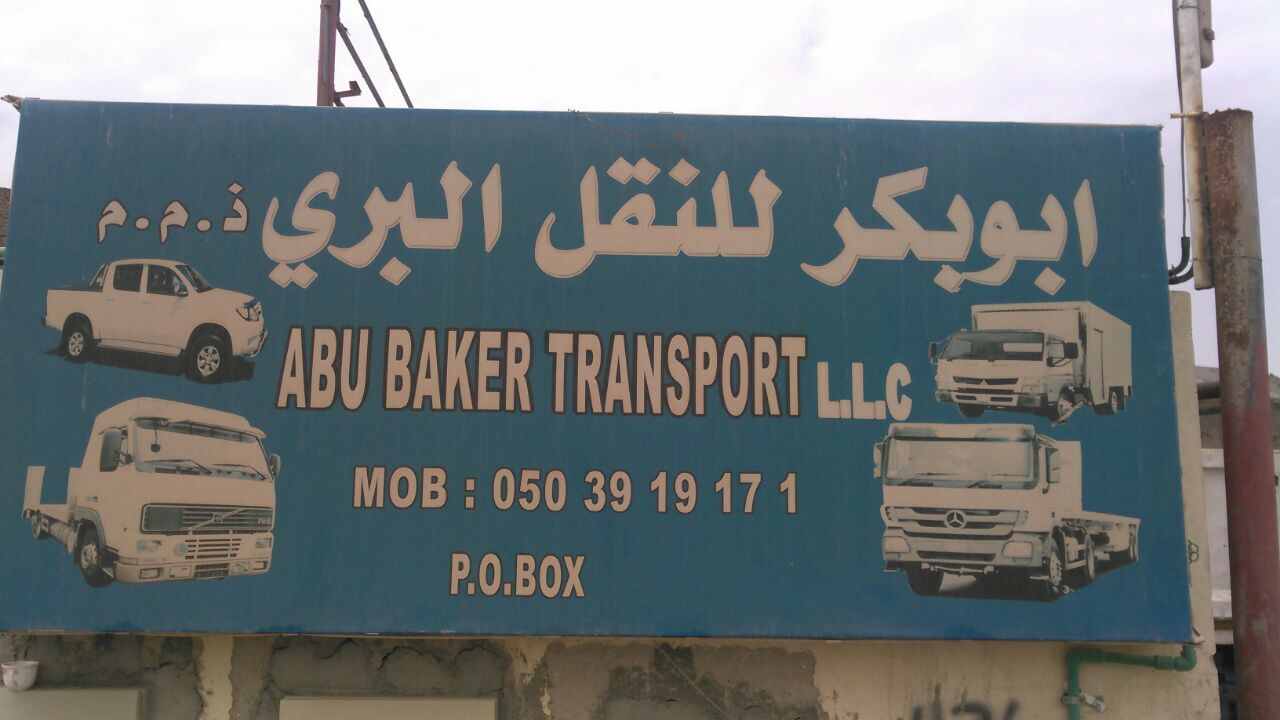 ابوبكر للنقل البري ذ.م.م
ABU BAKER TRANSPORT L.L.C
MOB : 050 39 19 17 1
P.O.BOX